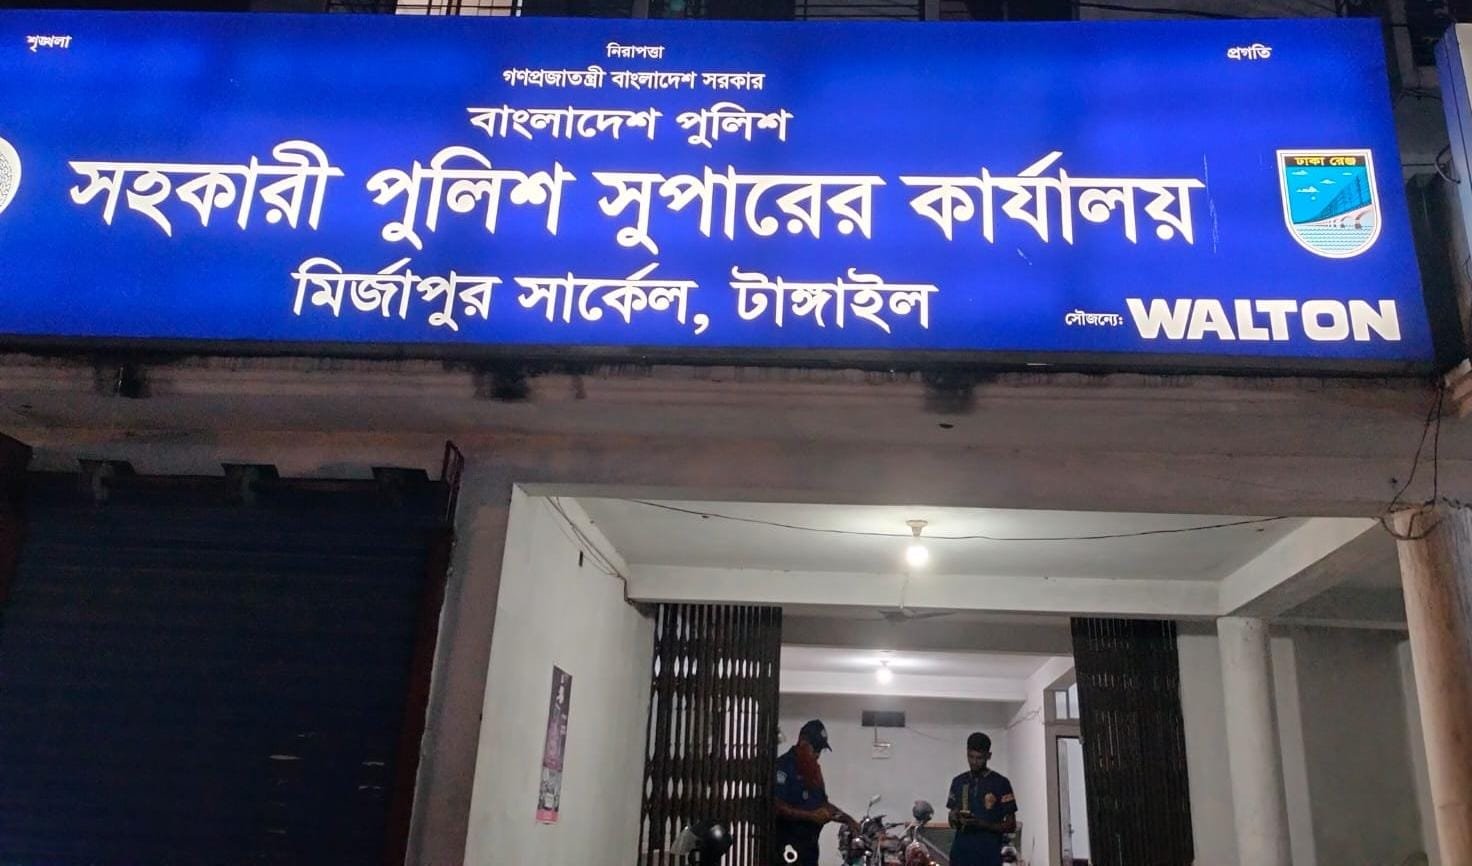 শৃঙ্খলা
নিরাপত্তা
প্রগতি
গণপ্রজাতন্ত্রী বাংলাদেশ সরকার
বাংলাদেশ পুলিশ
সহকারী পুলিশ সুপারের কার্যালয়
ঢাকা রেঞ্জ
মির্জাপুর সার্কেল, টাঙ্গাইল
সৌজন্যে: WALTON